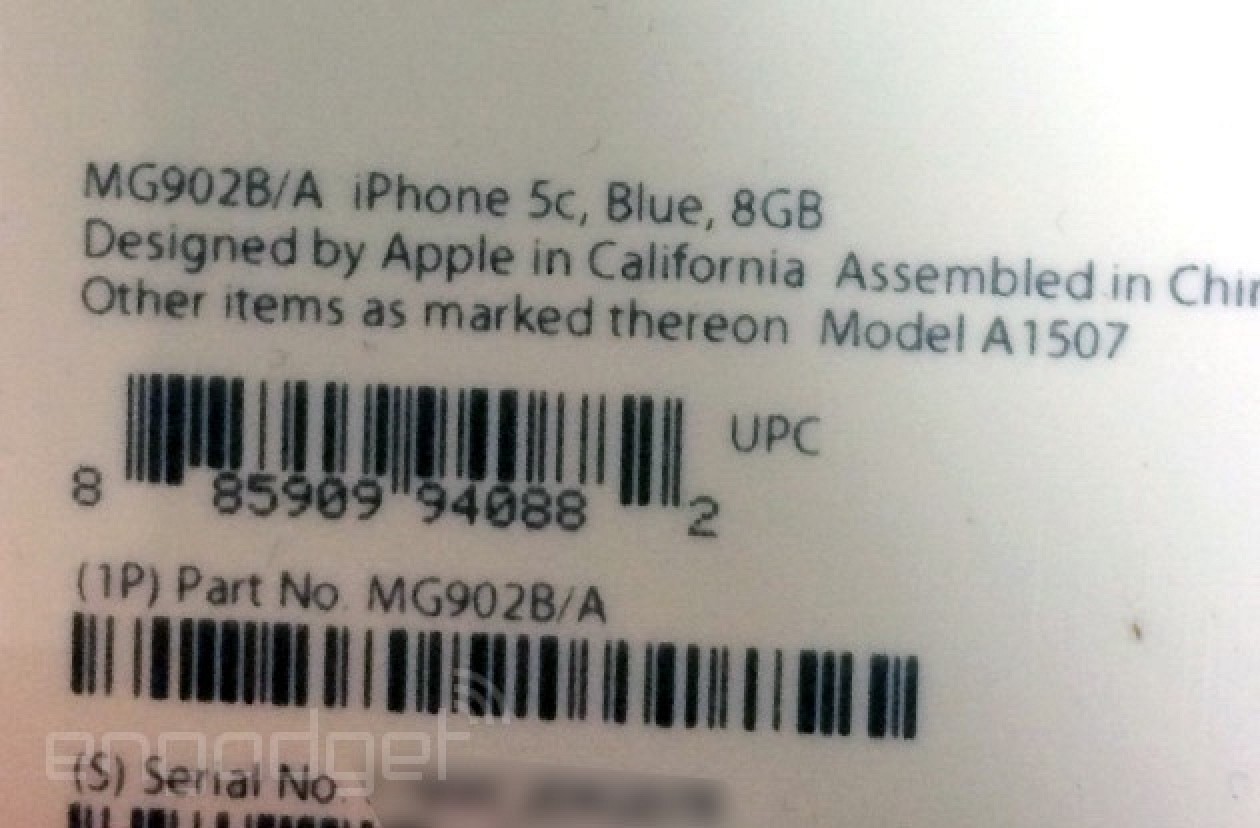 MG902B/A iPhone 5c, Blue, 8GB
Designed by Apple in California Assembled in Chin
Other items as marked thereon Model A1507
UPC
8 85909 94088 2
(1P) Part No. MG902B/A
engadget
(S) Serial No.